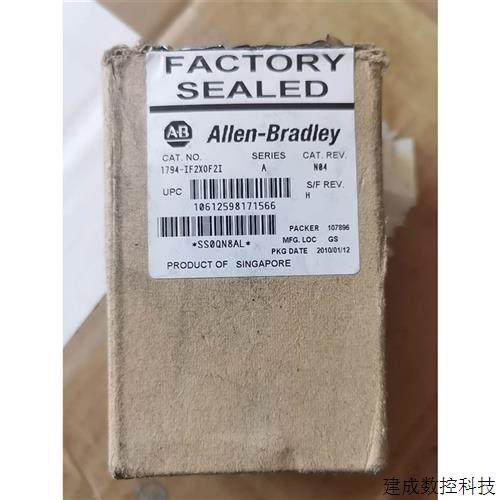 FACTORY
SEALED
AB Allen-Bradley
CAT. NO. SERIES CAT. REV.
1794-IF2XOF2I A N04
UPC S/F REV.
H
10612598171566
PACKER 107896
*SS0QN8AL* MFG. LOC GS
PKG DATE 2010/01/12
PRODUCT OF SINGAPORE
建成数控科技